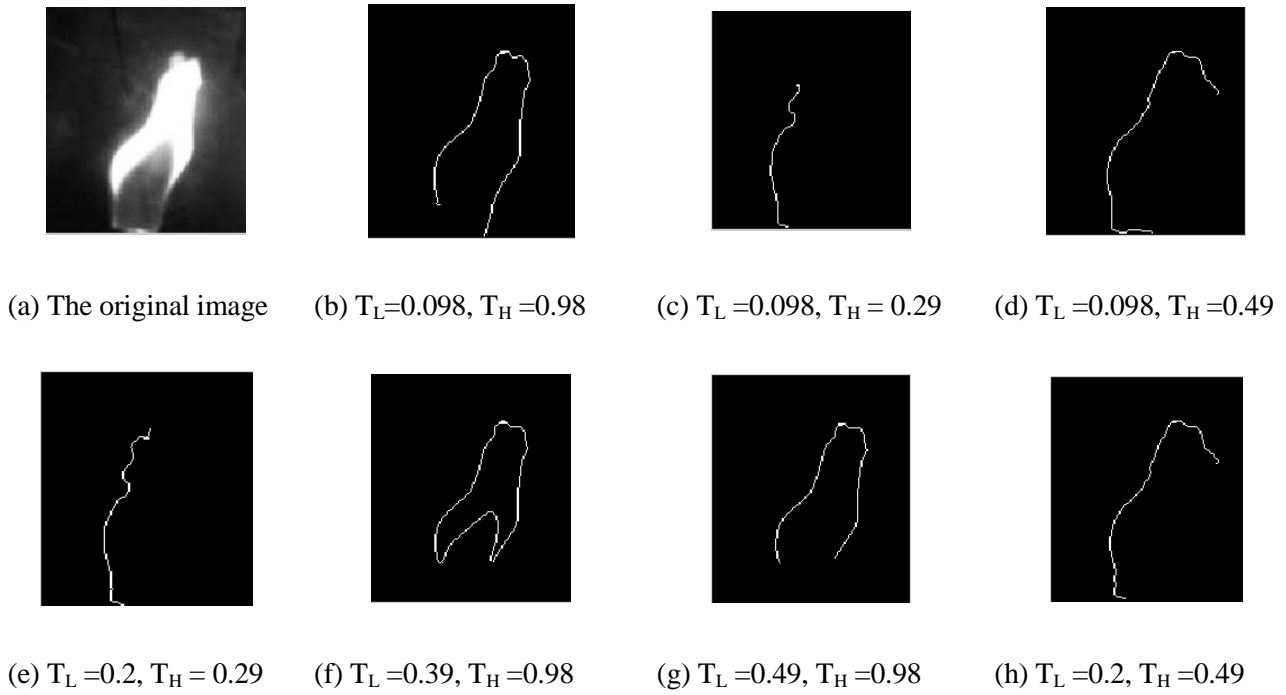 (a) The original image (b) T_L=0.098, T_H =0.98 (c) T_L =0.098, T_H = 0.29 (d) T_L =0.098, T_H =0.49
(e) T_L =0.2, T_H = 0.29 (f) T_L =0.39, T_H =0.98 (g) T_L =0.49, T_H =0.98 (h) T_L =0.2, T_H =0.49